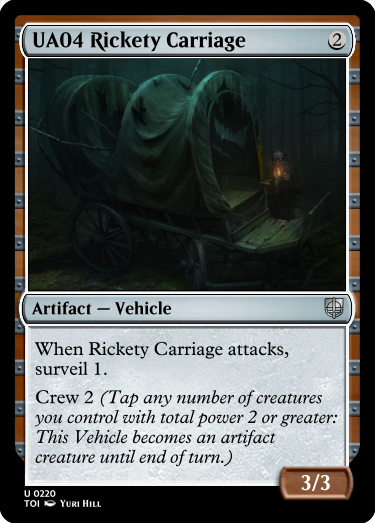 UA04 Rickety Carriage 2
Artifact — Vehicle
When Rickety Carriage attacks,
surveil 1.
Crew 2 (Tap any number of creatures
you control with total power 2 or greater:
This Vehicle becomes an artifact
creature until end of turn.)
3/3
U 0220
TOI Yuri Hill